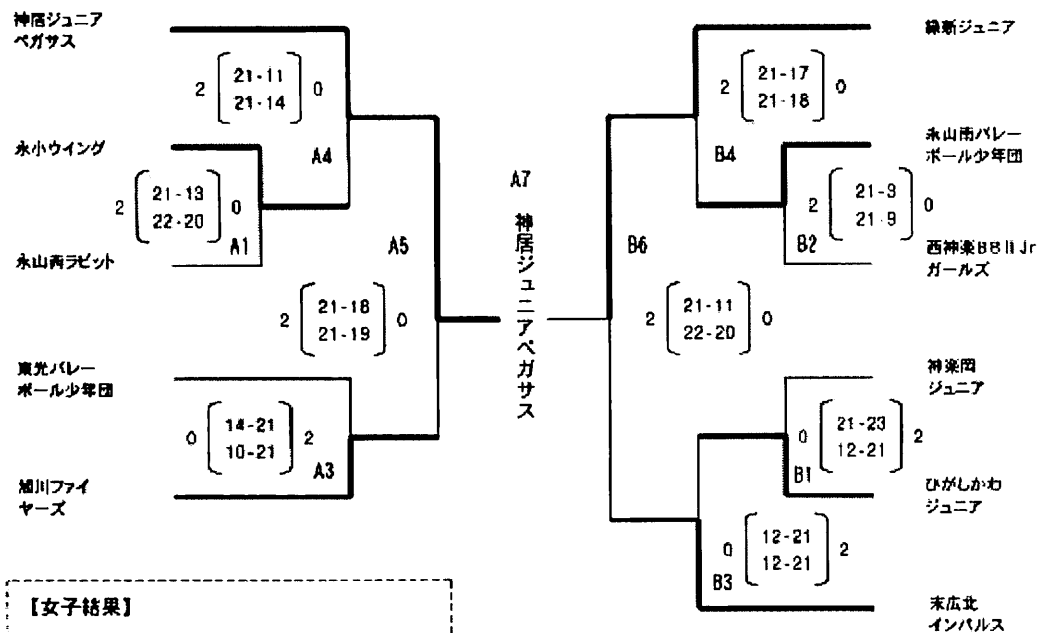 神居ジュニア
ペガサス
2 21-11 0
21-14
永小ウイング
A4
2 21-13 0
22-20
A1
永山西ラビット
A5
2 21-18 0
21-19
東光バレー
ボール少年団
0 14-21 2
10-21
A3
旭川ファイ
ヤーズ
A7
神居ジュニアペガサス
緑新ジュニア
2 21-17 0
21-18
B4
永山南バレー
ボール少年団
2 21-9 0
21-9
B2
西神楽BBII Jr
ガールズ
B6
2 21-11 0
22-20
神楽岡
ジュニア
0 21-23 2
12-21
B1
ひがしかわ
ジュニア
0 12-21 2
12-21
B3
末広北
インパルス
【女子結果】